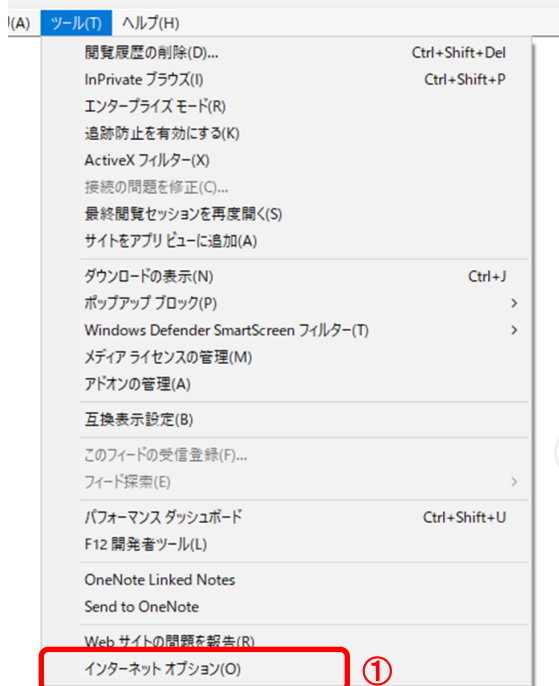 (A) ツール(T) ヘルプ(H)
閲覧履歴の削除(D)... Ctrl+Shift+Del
InPrivate ブラウズ(I) Ctrl+Shift+P
エンタープライズ モード(R)
追跡防止を有効にする(K)
ActiveX フィルター(X)
接続の問題を修正(C)...
最終閲覧セッションを再度開く(S)
サイトをアプリ ビューに追加(A)
ダウンロードの表示(N) Ctrl+J
ポップアップ ブロック(P)
Windows Defender SmartScreen フィルター(T)
メディア ライセンスの管理(M)
アドオンの管理(A)
互換表示設定(B)
このフィードの受信登録(F)...
フィード探索(E)
パフォーマンス ダッシュボード Ctrl+Shift+U
F12 開発者ツール(L)
OneNote Linked Notes
Send to OneNote
Web サイトの問題を報告(R)
インターネット オプション(O) ①